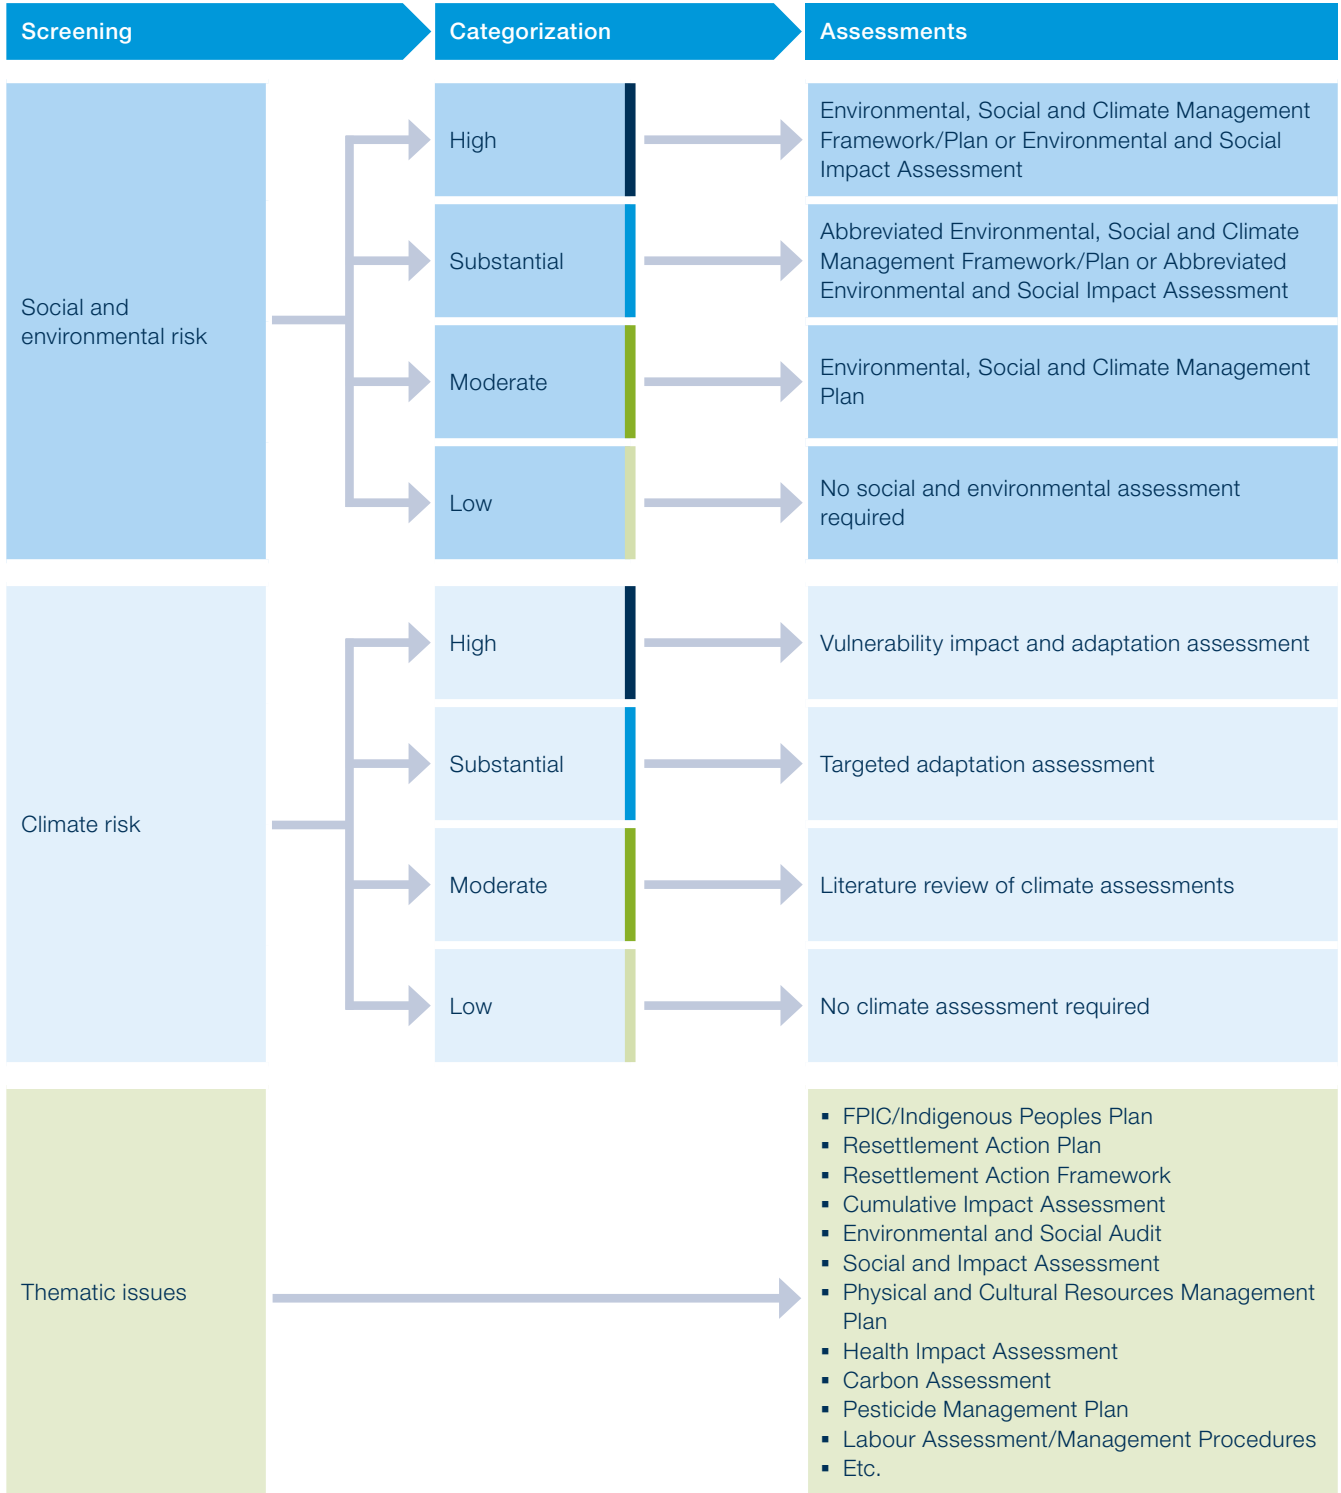 Screening
Categorization
Assessments
Social and
environmental risk
High
Environmental, Social and Climate Management
Framework/Plan or Environmental and Social
Impact Assessment
Substantial
Abbreviated Environmental, Social and Climate
Management Framework/Plan or Abbreviated
Environmental and Social Impact Assessment
Moderate
Environmental, Social and Climate Management
Plan
Low
No social and environmental assessment
required
Climate risk
High
Vulnerability impact and adaptation assessment
Substantial
Targeted adaptation assessment
Moderate
Literature review of climate assessments
Low
No climate assessment required
Thematic issues
▪ FPIC/Indigenous Peoples Plan
▪ Resettlement Action Plan
▪ Resettlement Action Framework
▪ Cumulative Impact Assessment
▪ Environmental and Social Audit
▪ Social and Impact Assessment
▪ Physical and Cultural Resources Management
Plan
▪ Health Impact Assessment
▪ Carbon Assessment
▪ Pesticide Management Plan
▪ Labour Assessment/Management Procedures
▪ Etc.